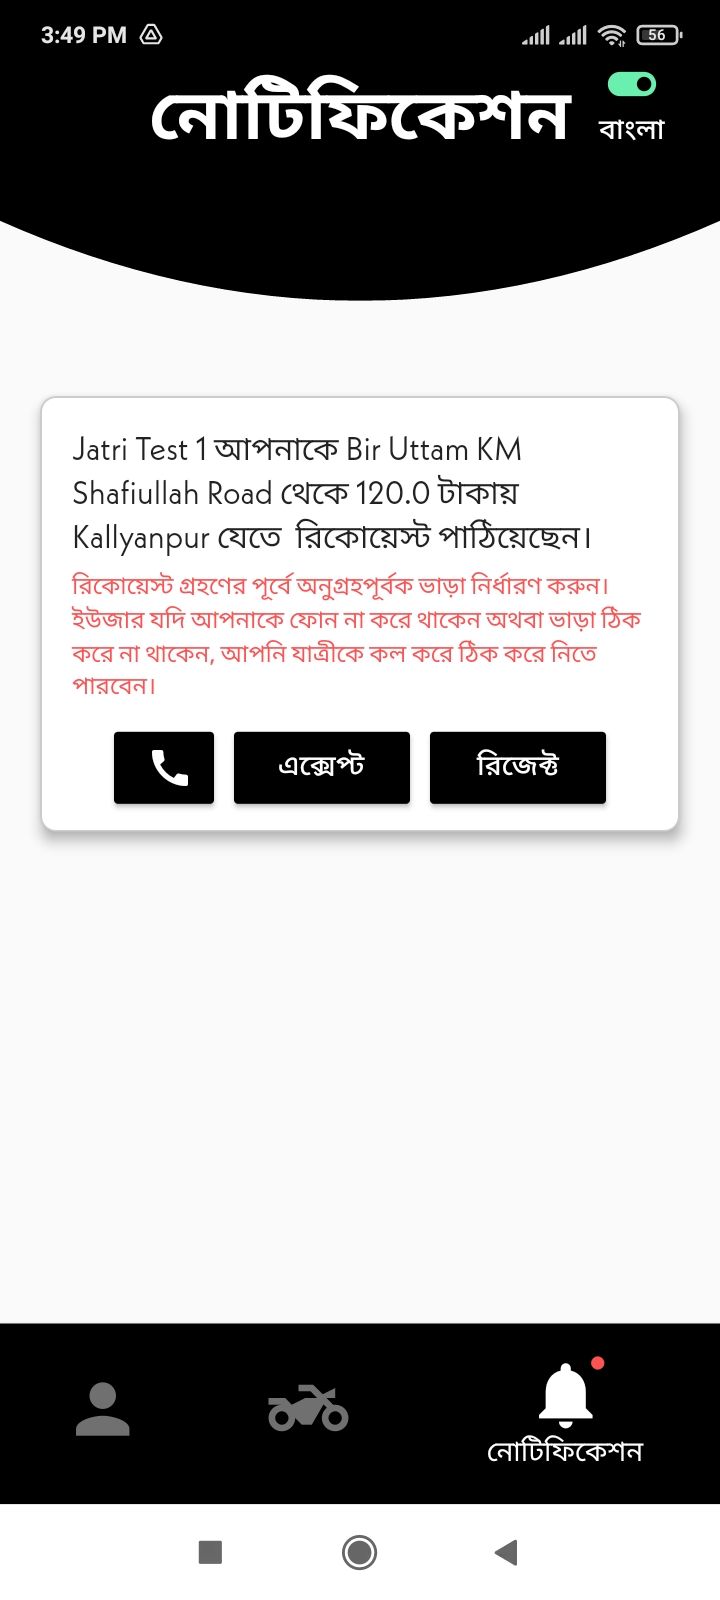 3:49 PM
56
নোটিফিকেশন
বাংলা
Jatri Test 1 আপনাকে Bir Uttam KM
Shafiullah Road থেকে 120.0 টাকায়
Kallyanpur যেতে  রিকোয়েস্ট পাঠিয়েছেন।
রিকোয়েস্ট গ্রহণের পূর্বে অনুগ্রহপূর্বক ভাড়া নির্ধারণ করুন।
ইউজার যদি আপনাকে ফোন না করে থাকেন অথবা ভাড়া ঠিক
করে না থাকেন, আপনি যাত্রীকে কল করে ঠিক করে নিতে
পারবেন।
এক্সেপ্ট
রিজেক্ট
নোটিফিকেশন